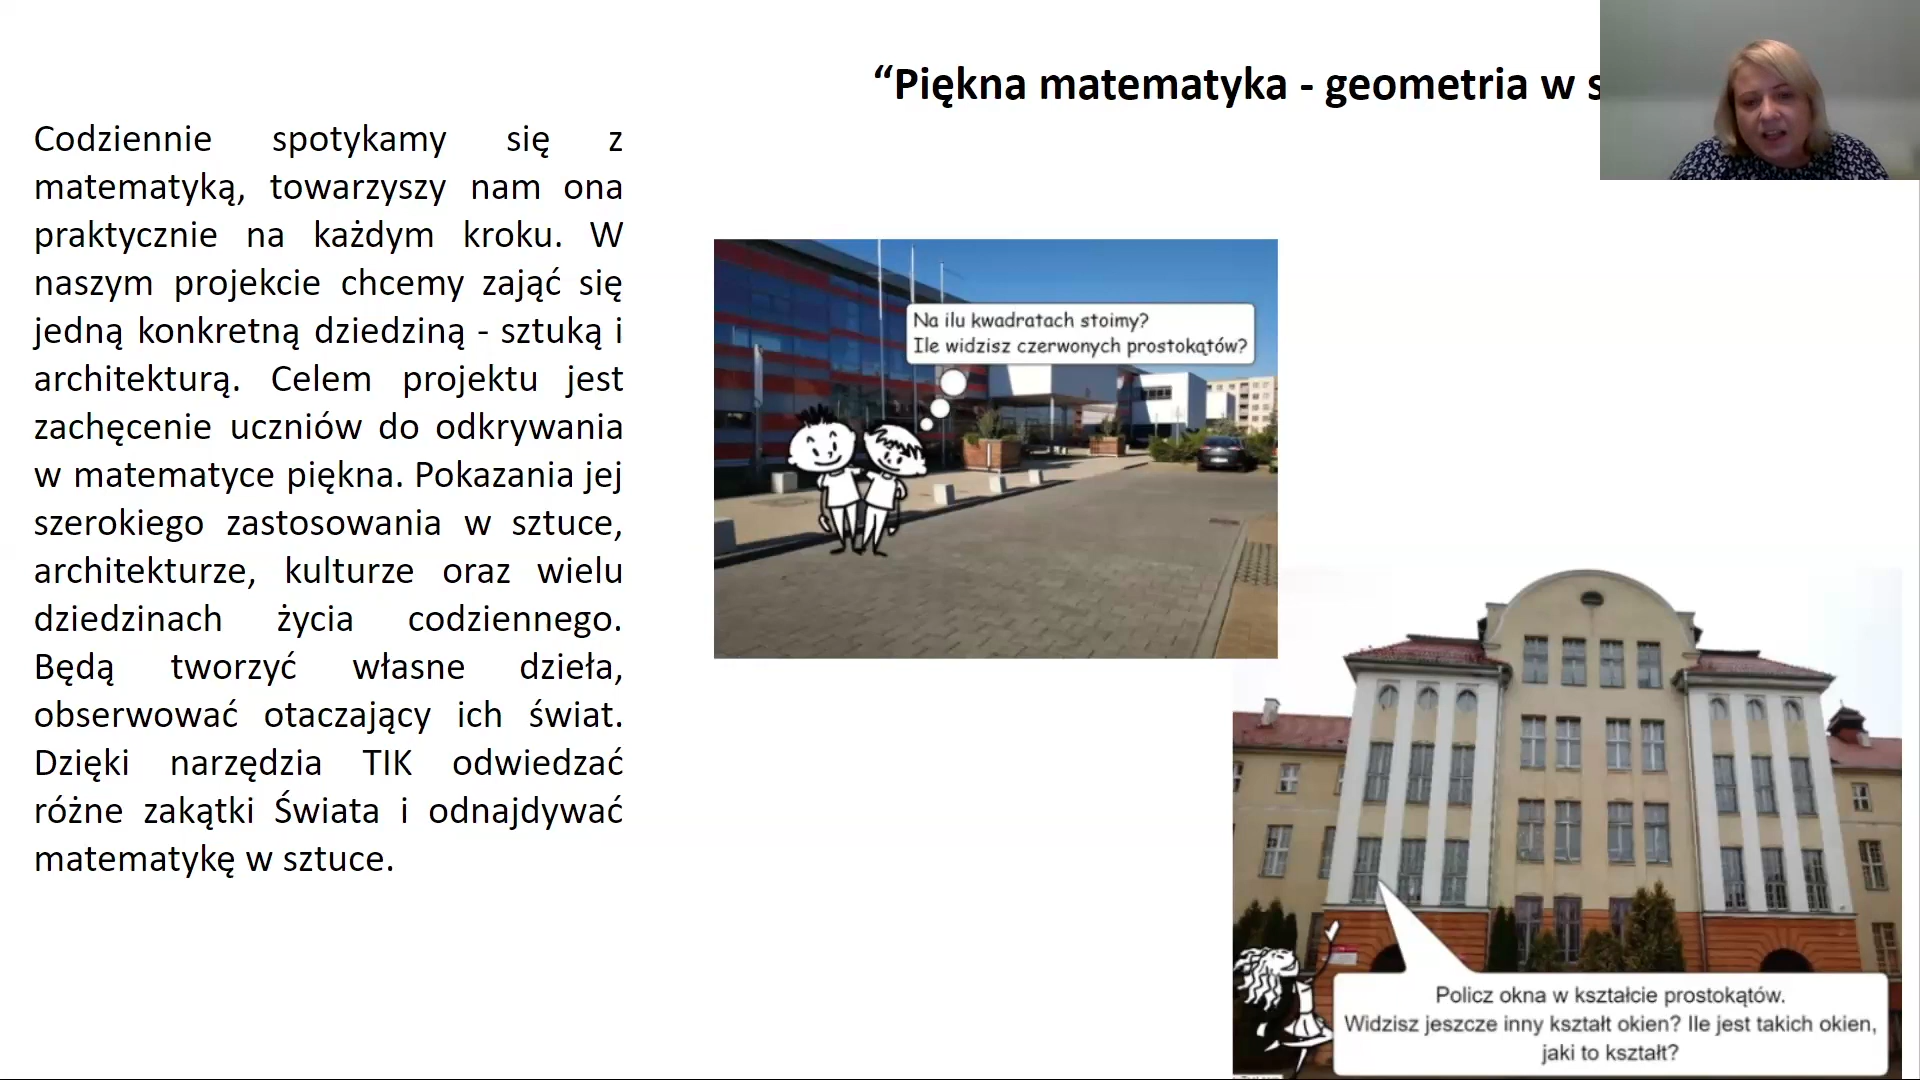 “Piękna matematyka - geometria w s
Codziennie spotykamy się z
matematyką, towarzyszy nam ona
praktycznie na każdym kroku. W
naszym projekcie chcemy zająć się
jedną konkretną dziedziną - sztuką i
architekturą. Celem projektu jest
zachęcenie uczniów do odkrywania
w matematyce piękna. Pokazania jej
szerokiego zastosowania w sztuce,
architekturze, kulturze oraz wielu
dziedzinach życia codziennego.
Będą tworzyć własne dzieła,
obserwować otaczający ich świat.
Dzięki narzędzia TIK odwiedzać
różne zakątki Świata i odnajdywać
matematykę w sztuce.
Na ilu kwadratach stoimy?
Ile widzisz czerwonych prostokątów?
Policz okna w kształcie prostokątów.
Widzisz jeszcze inny kształt okien? Ile jest takich okien,
jaki to kształt?